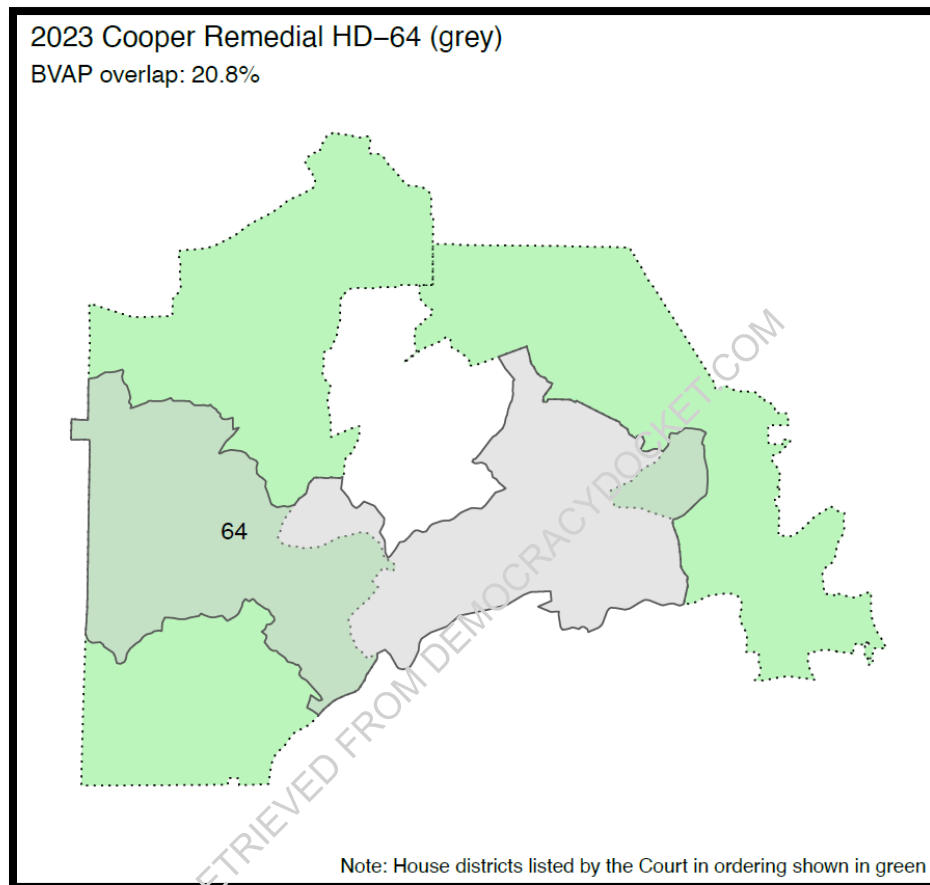 2023 Cooper Remedial HD−64 (grey)
BVAP overlap: 20.8%
64
ETRIEVED FROM DEMOCRACYDOCKET.COM
Note: House districts listed by the Court in ordering shown in green